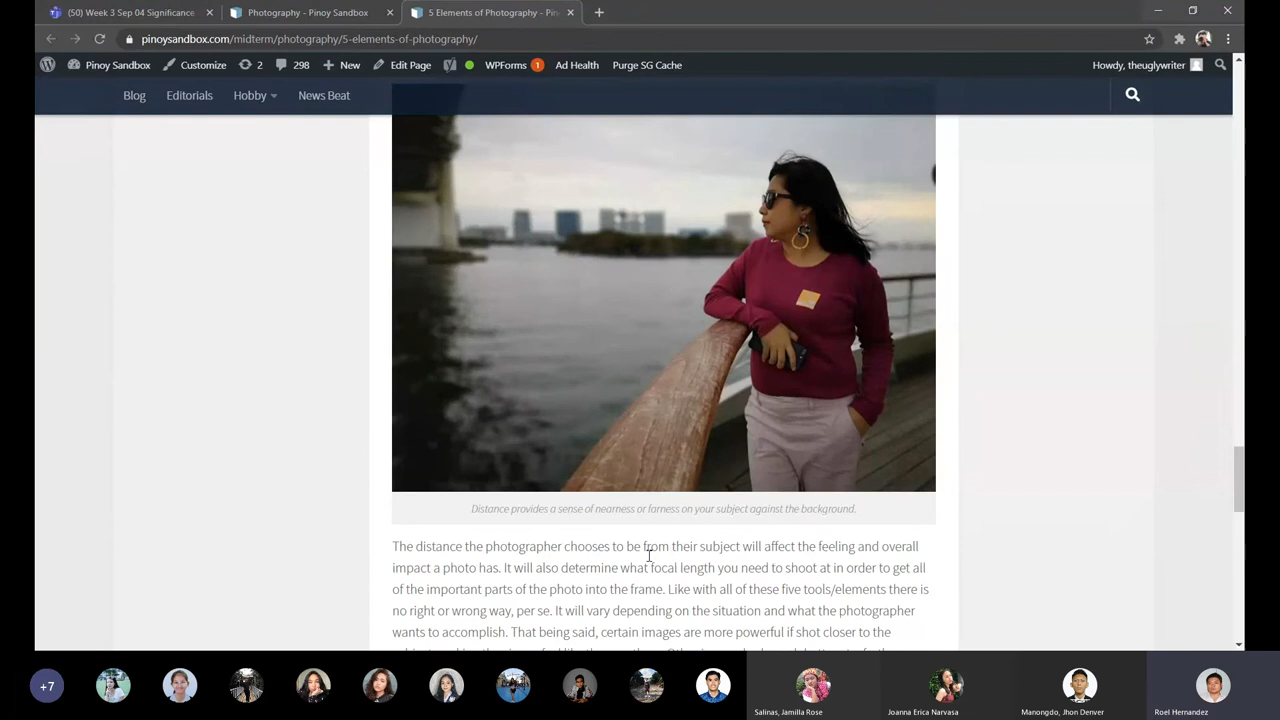 (50) Week 3 Sep 04 Significance
Photography - Pinoy Sandbox
5 Elements of Photography - Pin
pinoysandbox.com/midterm/photography/5-elements-of-photography/
Pinoy Sandbox
Customize
2
298
New
Edit Page
WPForms
1
Ad Health
Purge SG Cache
Howdy, theuglywriter
Blog
Editorials
Hobby
News Beat
Distance provides a sense of nearness or farness on your subject against the background.
The distance the photographer chooses to be from their subject will affect the feeling and overall
impact a photo has. It will also determine what focal length you need to shoot at in order to get all
of the important parts of the photo into the frame. Like with all of these five tools/elements there is
no right or wrong way, per se. It will vary depending on the situation and what the photographer
wants to accomplish. That being said, certain images are more powerful if shot closer to the
+7
Salinas, Jamilla Rose
Joanna Erica Narvasa
Manongdo, Jhon Denver
Roel Hernandez